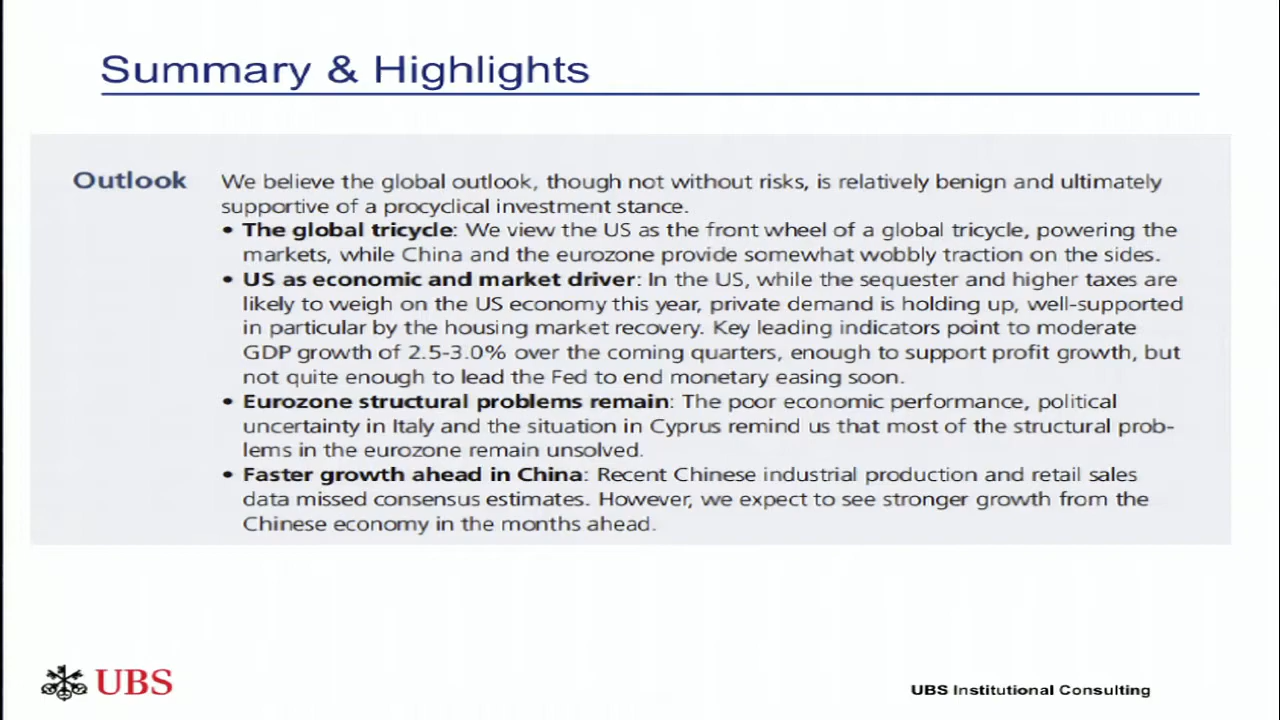 Summary & Highlights
Outlook
We believe the global outlook, though not without risks, is relatively benign and ultimately
supportive of a procyclical investment stance.
• The global tricycle: We view the US as the front wheel of a global tricycle, powering the
markets, while China and the eurozone provide somewhat wobbly traction on the sides.
• US as economic and market driver: In the US, while the sequester and higher taxes are
likely to weigh on the US economy this year, private demand is holding up, well-supported
in particular by the housing market recovery. Key leading indicators point to moderate
GDP growth of 2.5-3.0% over the coming quarters, enough to support profit growth, but
not quite enough to lead the Fed to end monetary easing soon.
• Eurozone structural problems remain: The poor economic performance, political
uncertainty in Italy and the situation in Cyprus remind us that most of the structural prob-
lems in the eurozone remain unsolved.
• Faster growth ahead in China: Recent Chinese industrial production and retail sales
data missed consensus estimates. However, we expect to see stronger growth from the
Chinese economy in the months ahead.
UBS
UBS Institutional Consulting